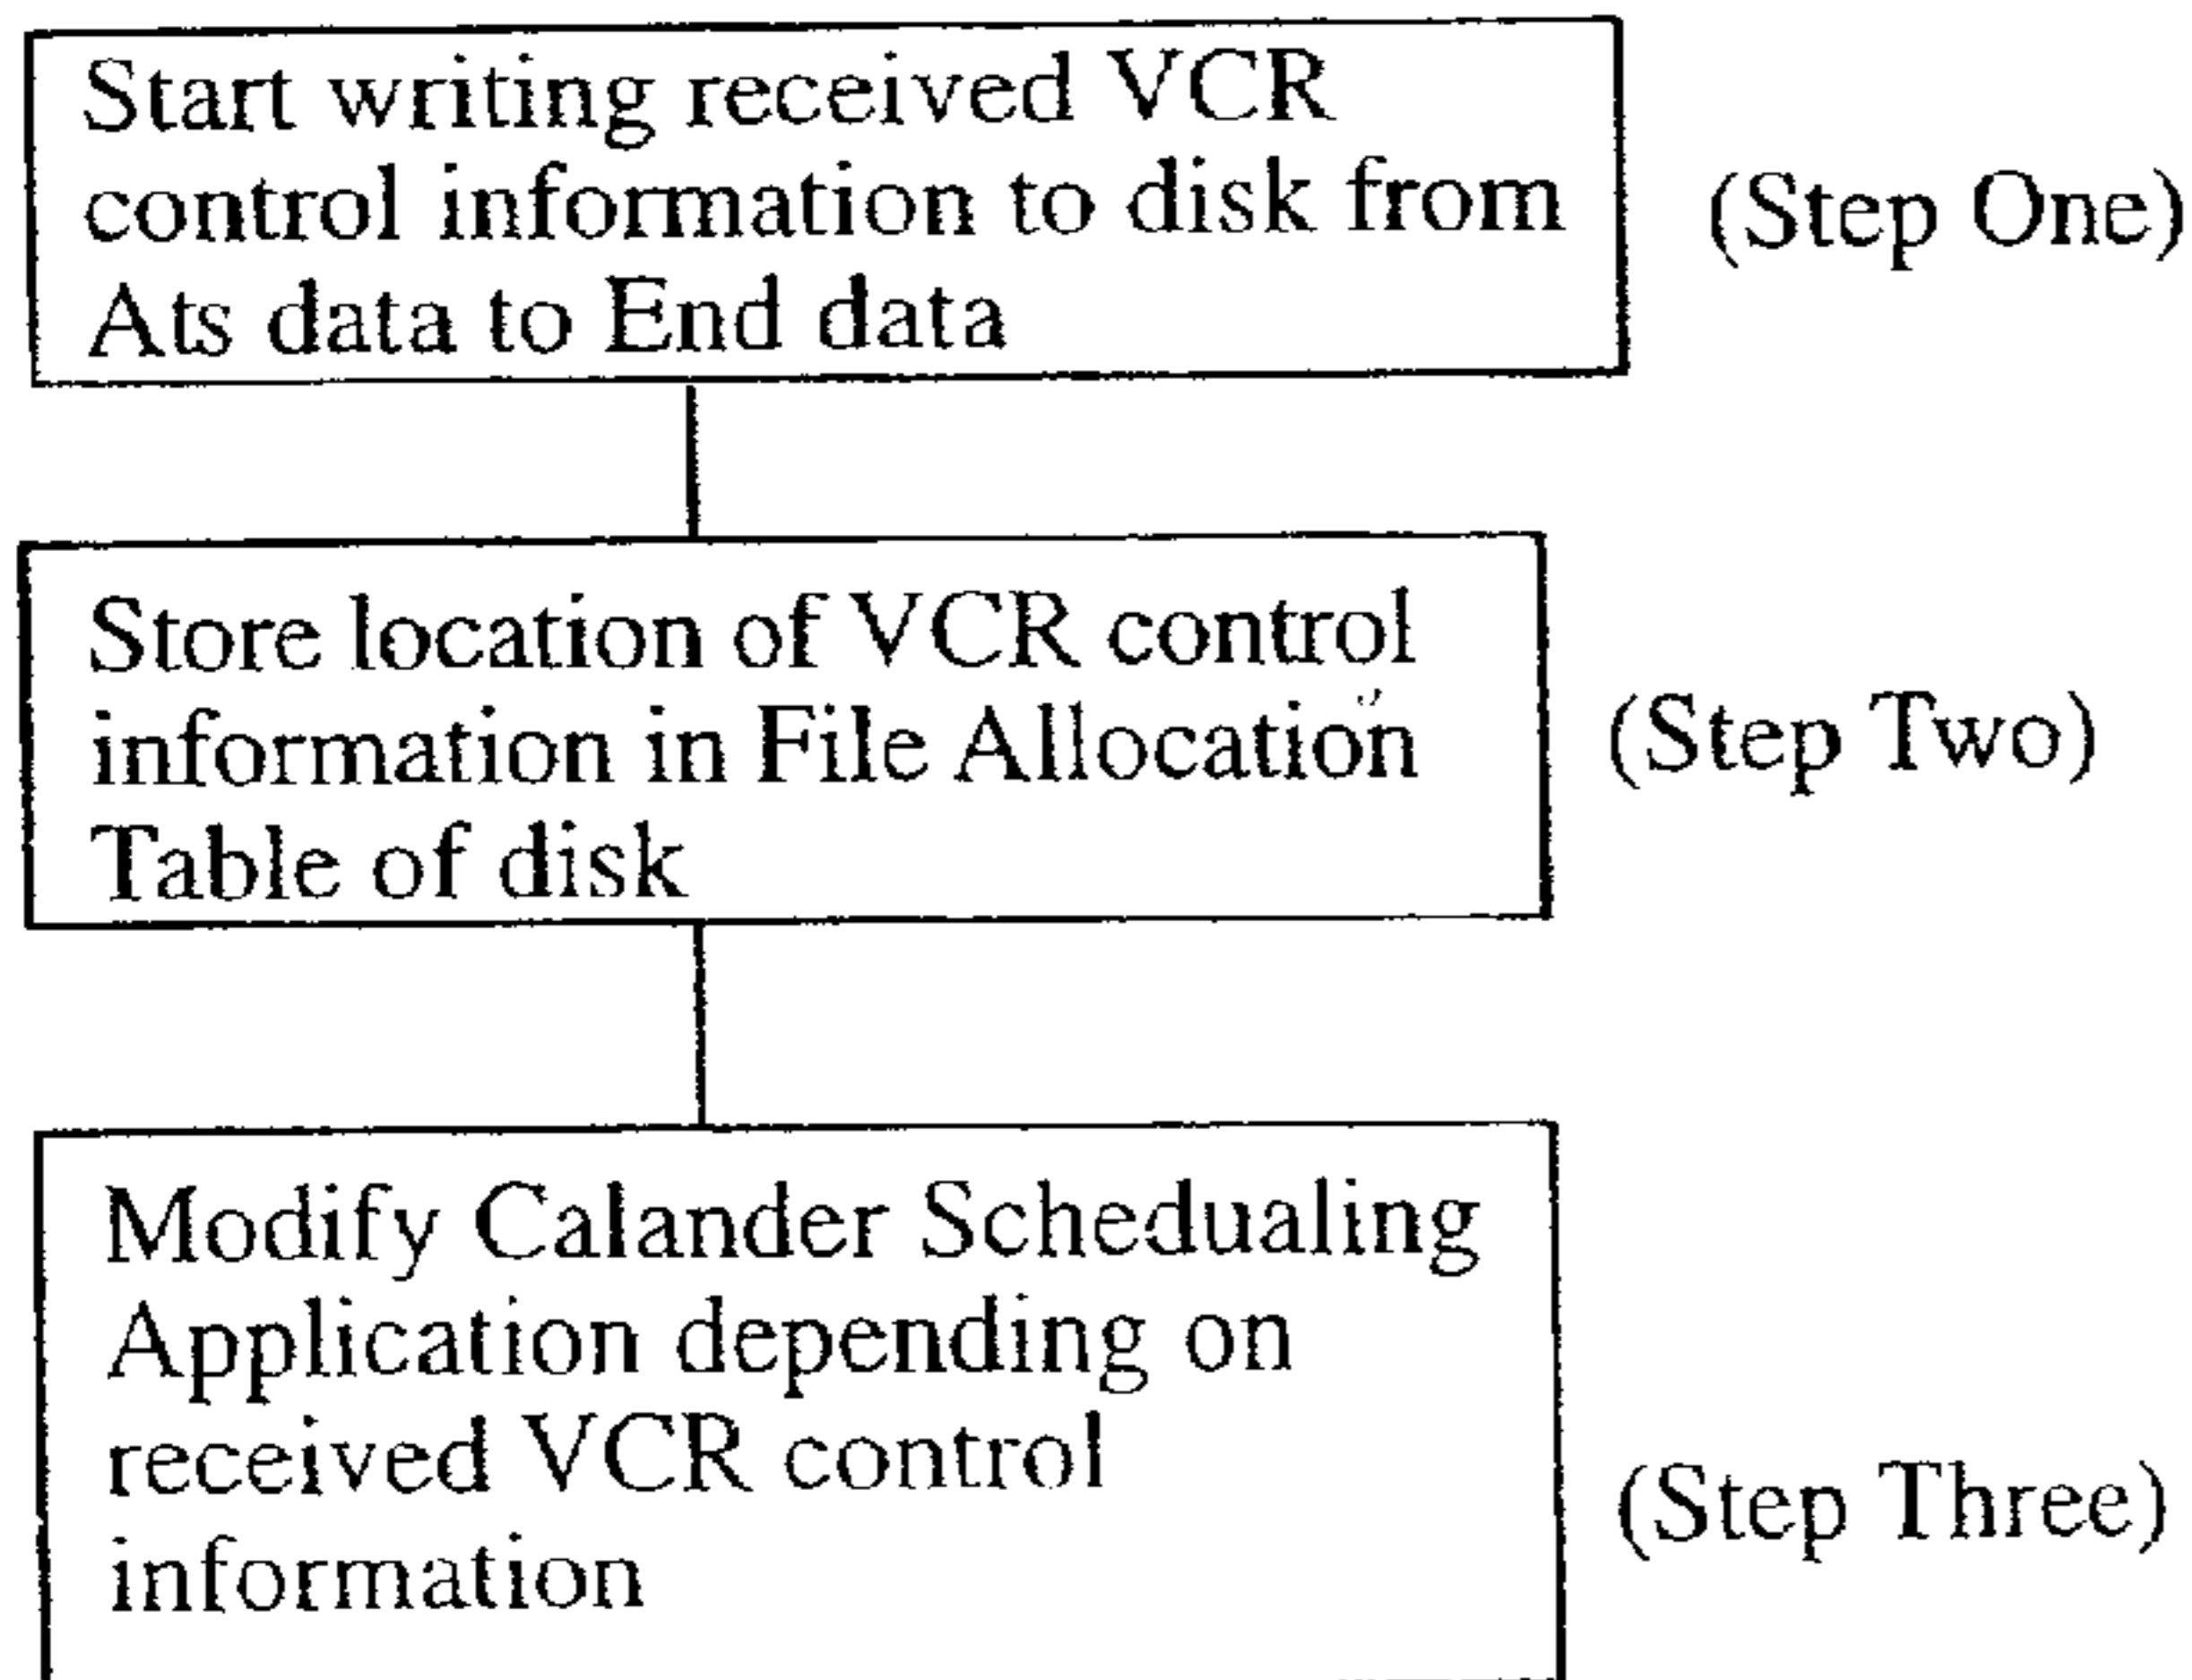 Start writing received VCR
control information to disk from
Ats data to End data
(Step One)
Store location of VCR control
information in File Allocation
Table of disk
(Step Two)
Modify Calander Schedualing
Application depending on
received VCR control
information
(Step Three)